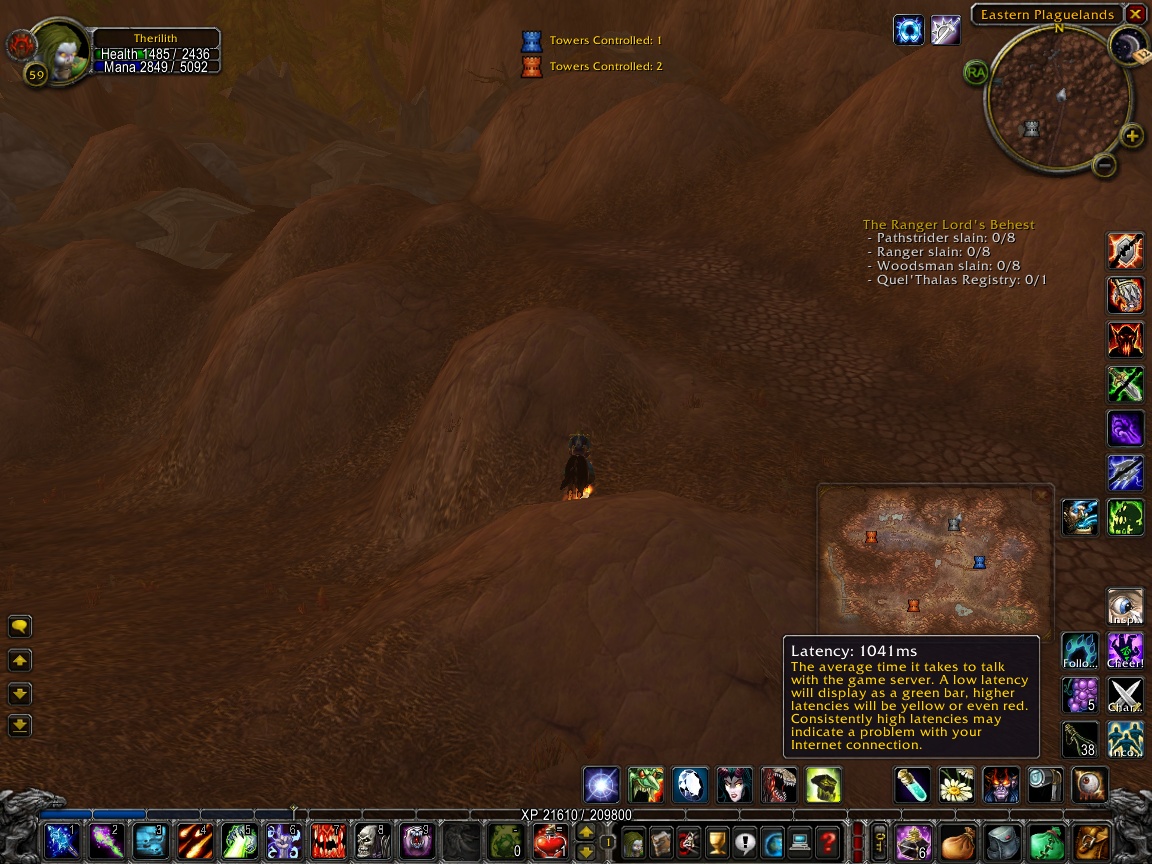 Therilith
Health 1485 / 2436
Mana 2849 / 5092
59
Towers Controlled: 1
Towers Controlled: 2
Eastern Plaguelands
N
RA
The Ranger Lord's Behest
- Pathstrider slain: 0/8
- Ranger slain: 0/8
- Woodsman slain: 0/8
- Quel'Thalas Registry: 0/1
Latency: 1041ms
The average time it takes to talk
with the game server. A low latency
will display as a green bar, higher
latencies will be yellow or even red.
Consistently high latencies may
indicate a problem with your
Internet connection.
Follo...
Cheer!
5
38
XP 21610 / 209800
1
2
3
4
5
6
7
8
9
0
1
1
6